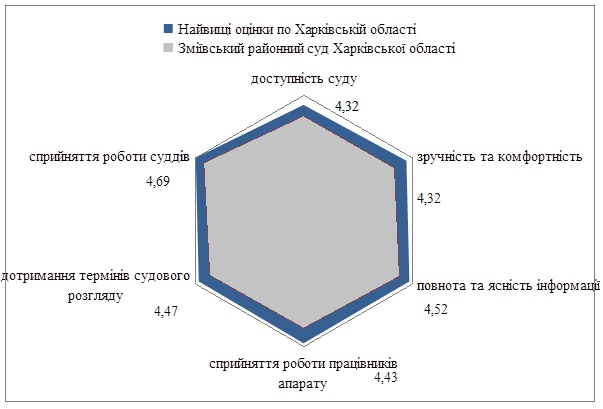 Найвищі оцінки по Харківській області
Зміївський районний суд Харківської області
доступність суду
4,32
сприйняття роботи суддів
4,69
зручність та комфортність
4,32
дотримання термінів судового
розгляду
4,47
повнота та ясність інформації
4,52
сприйняття роботи працівників
апарату
4,43